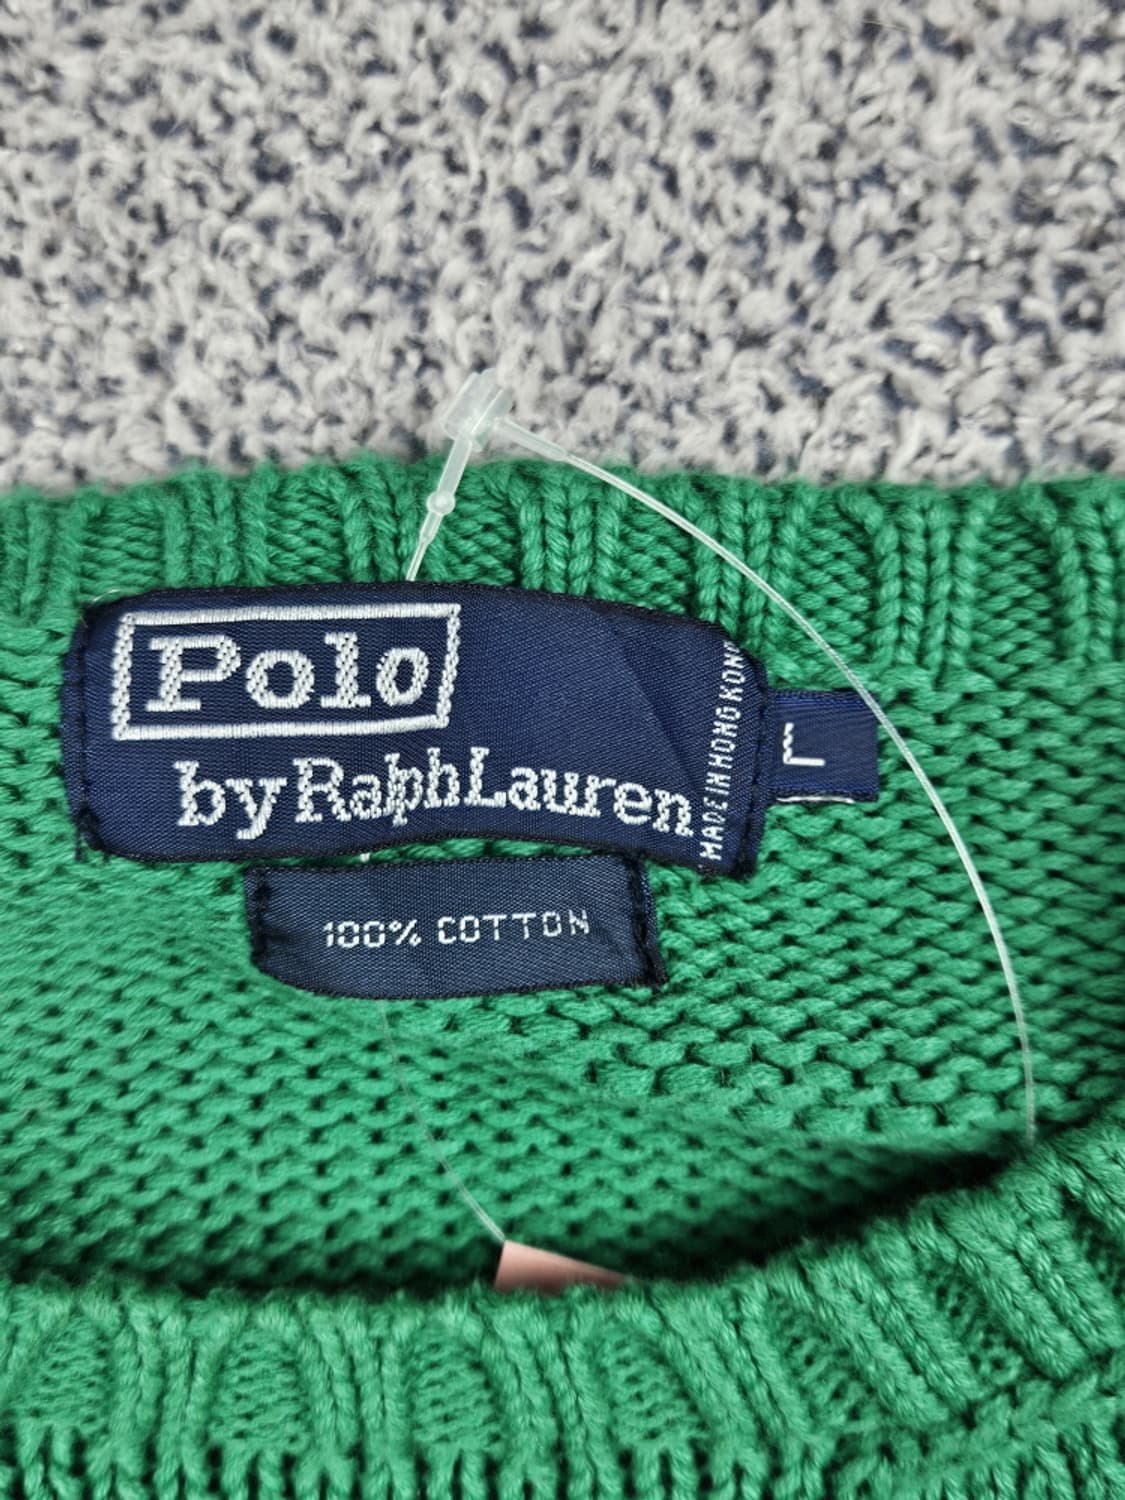 Polo
by Ralph Lauren
MADE IN HONG KONG
L
100% COTTON